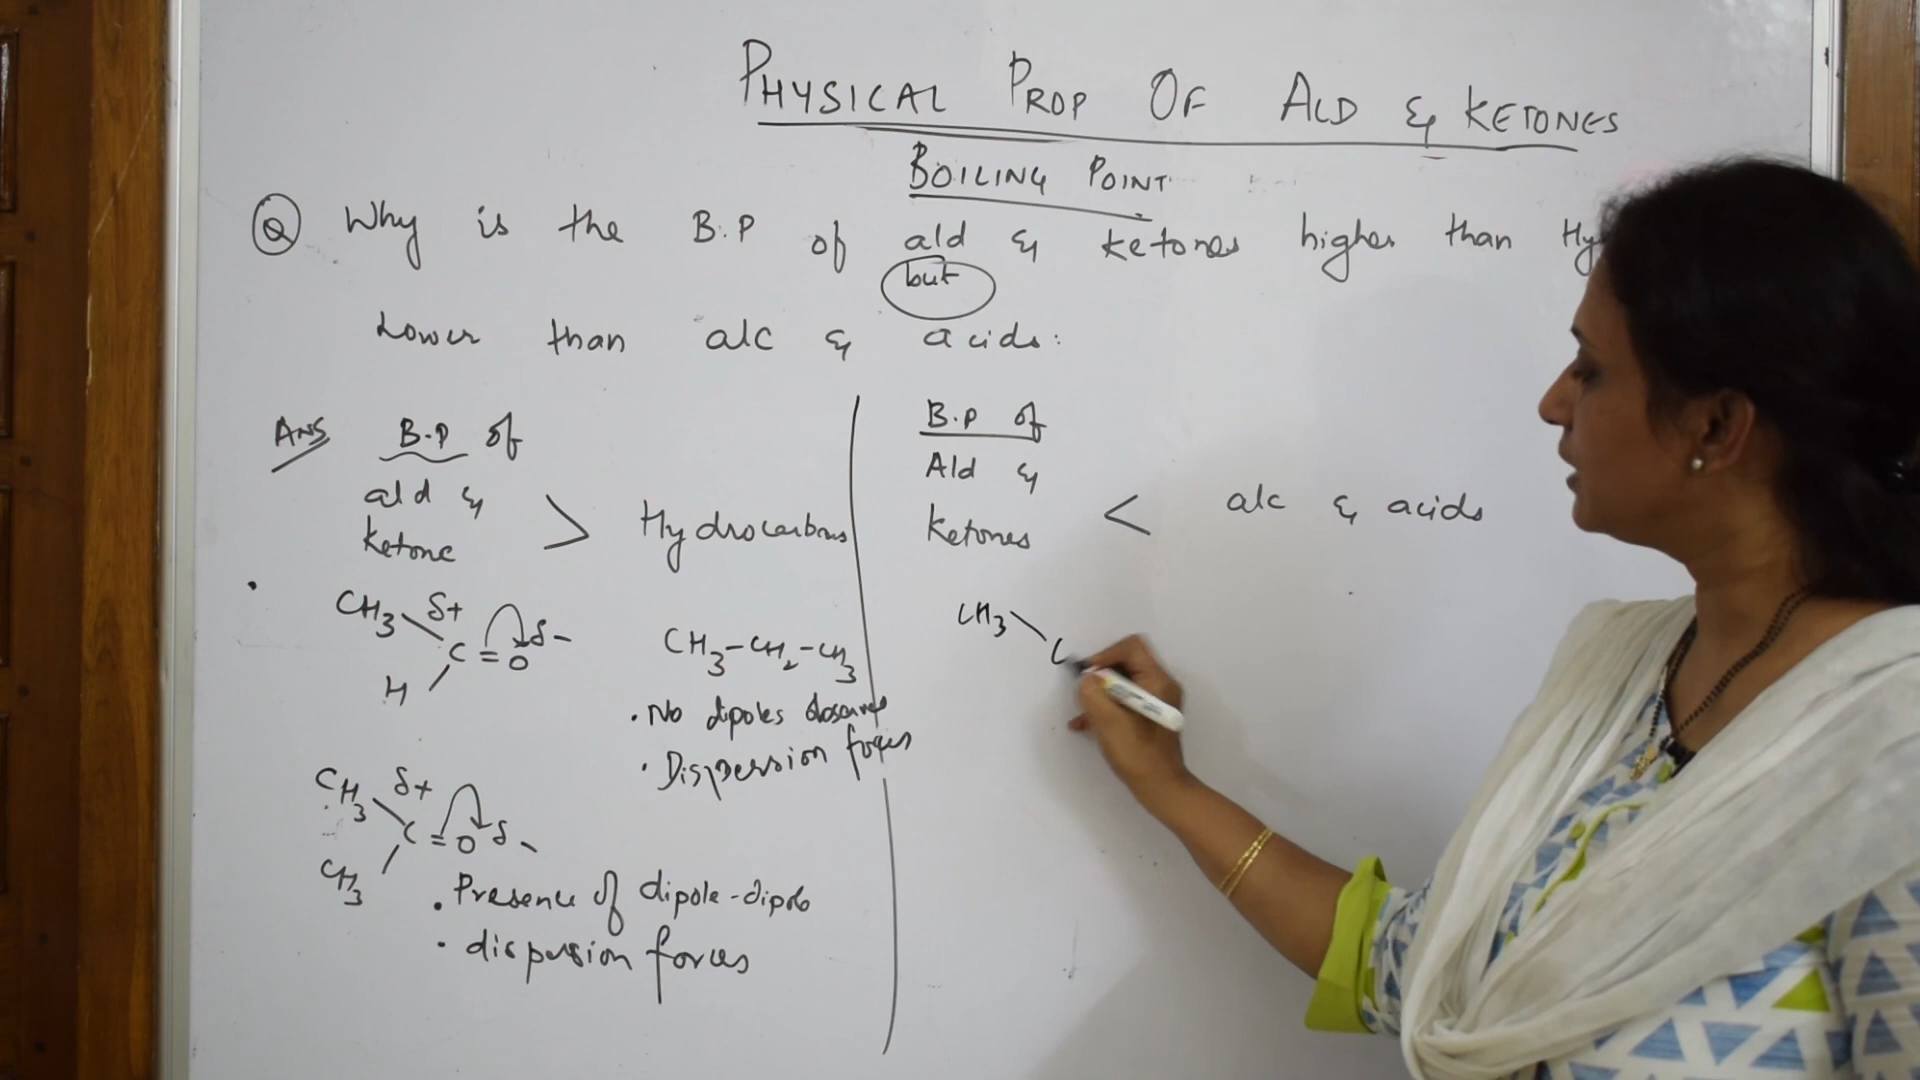 PHYSICAL PROP OF ALD & KETONES
BOILING POINT
Q Why is the B.P of ald & ketones higher than Hy
but
Lower than alc & acids:
Ans B.P of
ald &
ketone > Hydrocarbons
CH3 δ+
C = O δ-
H
CH3-CH2-CH3
. No dipoles
. Dispersion forces
CH3 δ+
C = O δ-
CH3
. Presence of dipole-dipole
. dispersion forces
B.P of
Ald &
Ketones < alc & acids
CH3
C